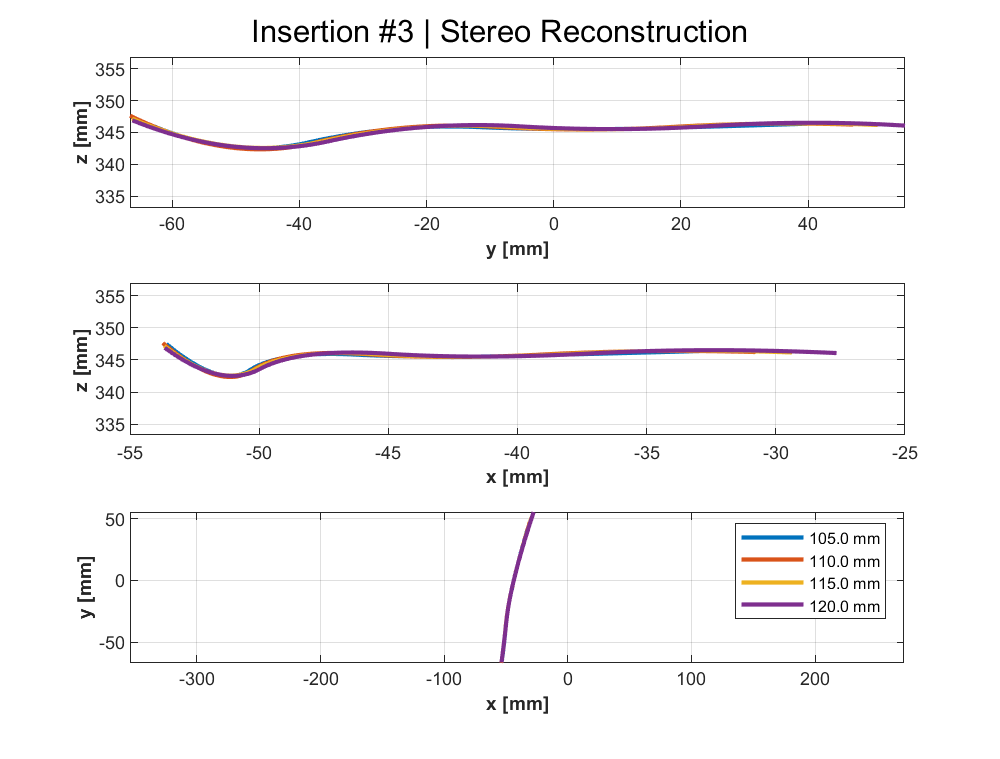 Insertion #3 | Stereo Reconstruction
355
350
345
340
335
z [mm]
-60 -40 -20 0 20 40
y [mm]
355
350
345
340
335
z [mm]
-55 -50 -45 -40 -35 -30 -25
x [mm]
50
0
-50
y [mm]
105.0 mm
110.0 mm
115.0 mm
120.0 mm
-300 -200 -100 0 100 200
x [mm]